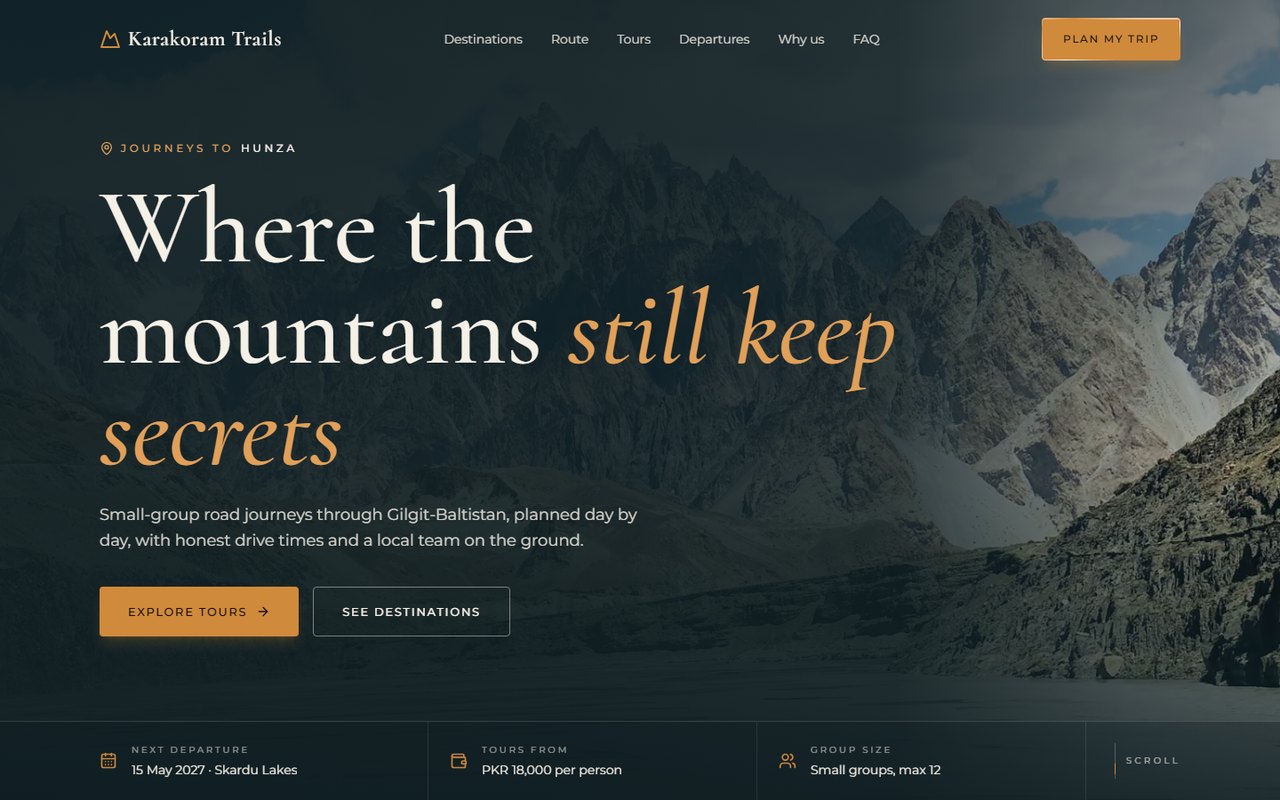 Karakoram Trails
Destinations Route Tours Departures Why us FAQ
PLAN MY TRIP
JOURNEYS TO HUNZA
Where the
mountains still keep
secrets
Small-group road journeys through Gilgit-Baltistan, planned day by
day, with honest drive times and a local team on the ground.
EXPLORE TOURS
SEE DESTINATIONS
NEXT DEPARTURE
15 May 2027 · Skardu Lakes
TOURS FROM
PKR 18,000 per person
GROUP SIZE
Small groups, max 12
SCROLL